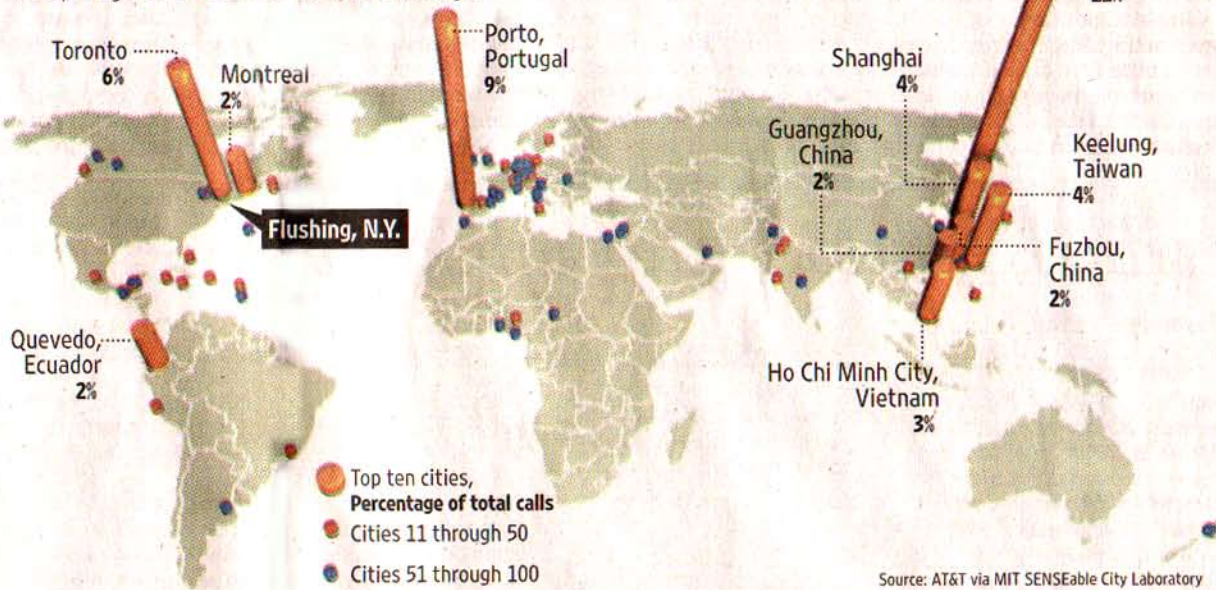 Toronto
6%
Montreal
2%
Porto,
Portugal
9%
Shanghai
4%
Guangzhou,
China
2%
Keelung,
Taiwan
4%
Flushing, N.Y.
Fuzhou,
China
2%
Quevedo,
Ecuador
2%
Ho Chi Minh City,
Vietnam
3%
Top ten cities,
Percentage of total calls
Cities 11 through 50
Cities 51 through 100
Source: AT&T via MIT SENSEable City Laboratory